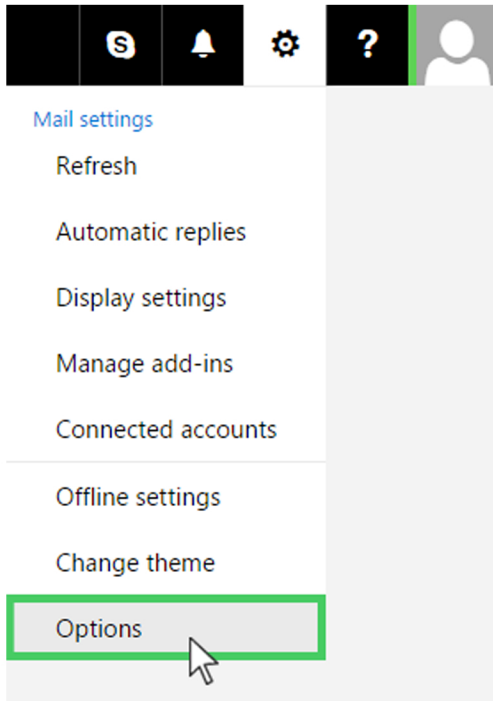 S
?
Mail settings
Refresh
Automatic replies
Display settings
Manage add-ins
Connected accounts
Offline settings
Change theme
Options